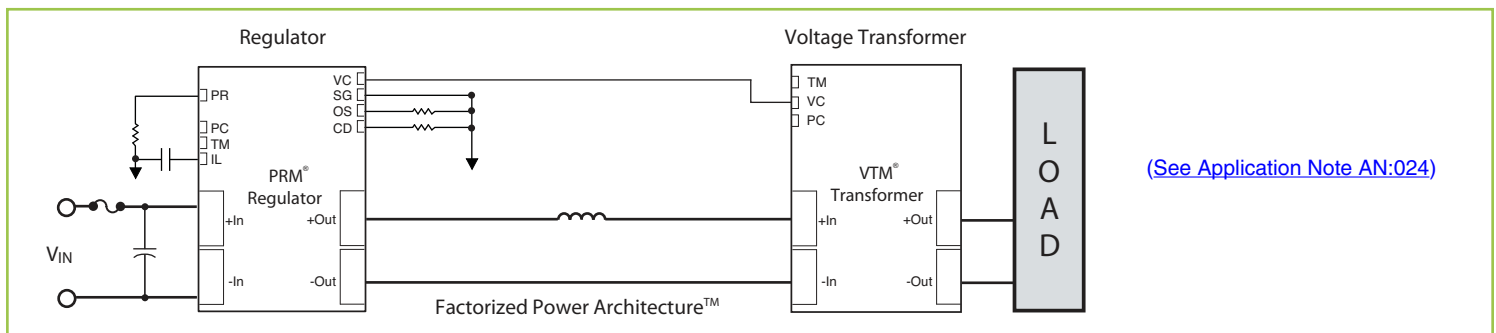 Regulator
Voltage Transformer
VC
SG
OS
CD
PR
PC
TM
IL
PRM®
Regulator
+In
-In
+Out
-Out
VIN
Factorized Power Architecture™
TM
VC
PC
VTM®
Transformer
+In
-In
+Out
-Out
LOAD
(See Application Note AN:024)